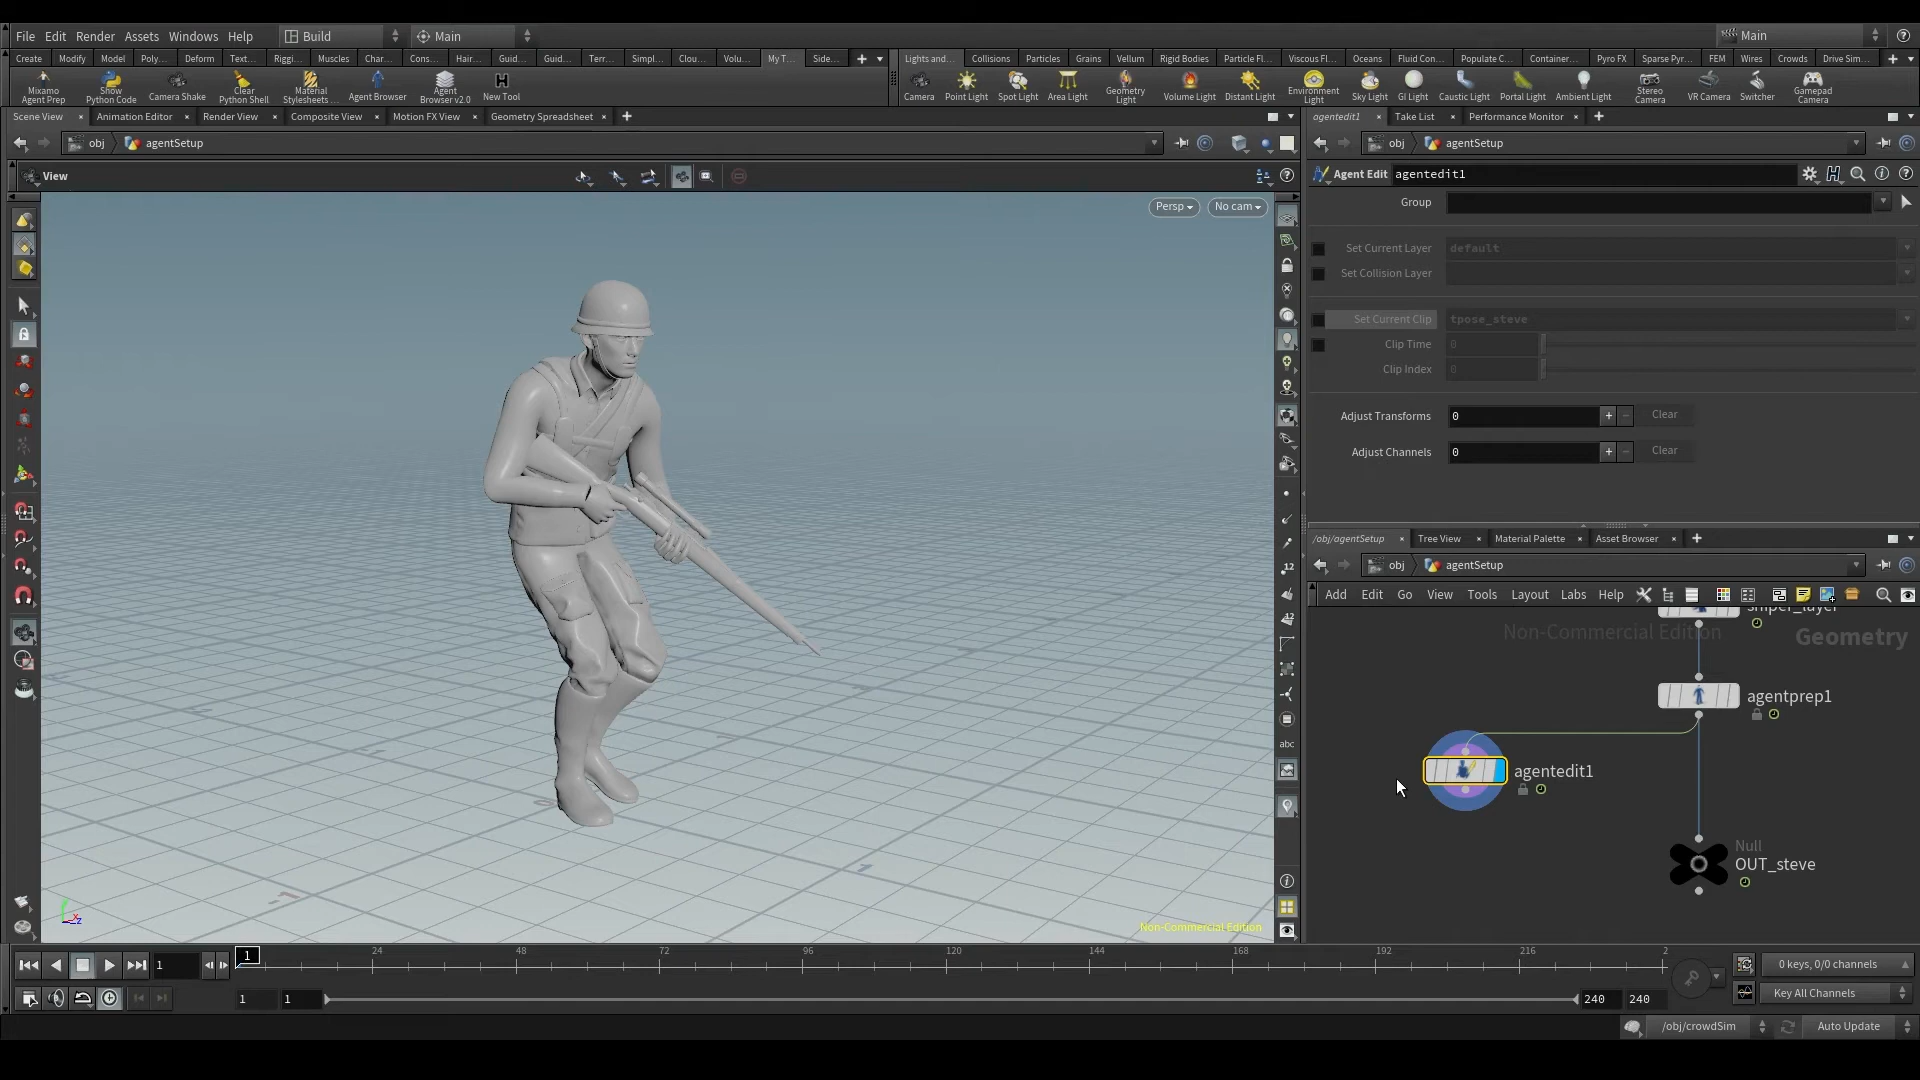 File Edit Render Assets Windows Help Build Main Main
Create Modify Model Poly... Deform Text... Riggi... Muscles Char... Cons... Hair... Guid... Guid... Terr... Simpl... Clou... Volu... My T... Side...
Lights and... Collisions Particles Grains Vellum Rigid Bodies Particle Fl... Viscous Fl... Oceans Fluid Con... Populate C... Container... Pyro FX Sparse Pyr... FEM Wires Crowds Drive Sim...
Mixamo Agent Prep
Show Python Code
Camera Shake
Clear Python Shell
Material Stylesheets ...
Agent Browser
Agent Browser v2.0
New Tool
Camera
Point Light
Spot Light
Area Light
Geometry Light
Volume Light
Distant Light
Environment Light
Sky Light
GI Light
Caustic Light
Portal Light
Ambient Light
Stereo Camera
VR Camera
Switcher
Gamepad Camera
Scene View Animation Editor Render View Composite View Motion FX View Geometry Spreadsheet
obj agentSetup
View
Persp No cam
12
abc
Non-Commercial Edition
agentedit1 Take List Performance Monitor
obj agentSetup
Agent Edit agentedit1
Group
Set Current Layer default
Set Collision Layer
Set Current Clip tpose_steve
Clip Time 0
Clip Index 0
Adjust Transforms 0 Clear
Adjust Channels 0 Clear
/obj/agentSetup Tree View Material Palette Asset Browser
obj agentSetup
Add Edit Go View Tools Layout Labs Help
sniper_layer
Non-Commercial Edition
Geometry
agentprep1
agentedit1
Null
OUT_steve
1 1 24 48 72 96 120 144 168 192 216 2
0 keys, 0/0 channels
1 1 240 240
Key All Channels
/obj/crowdSim Auto Update